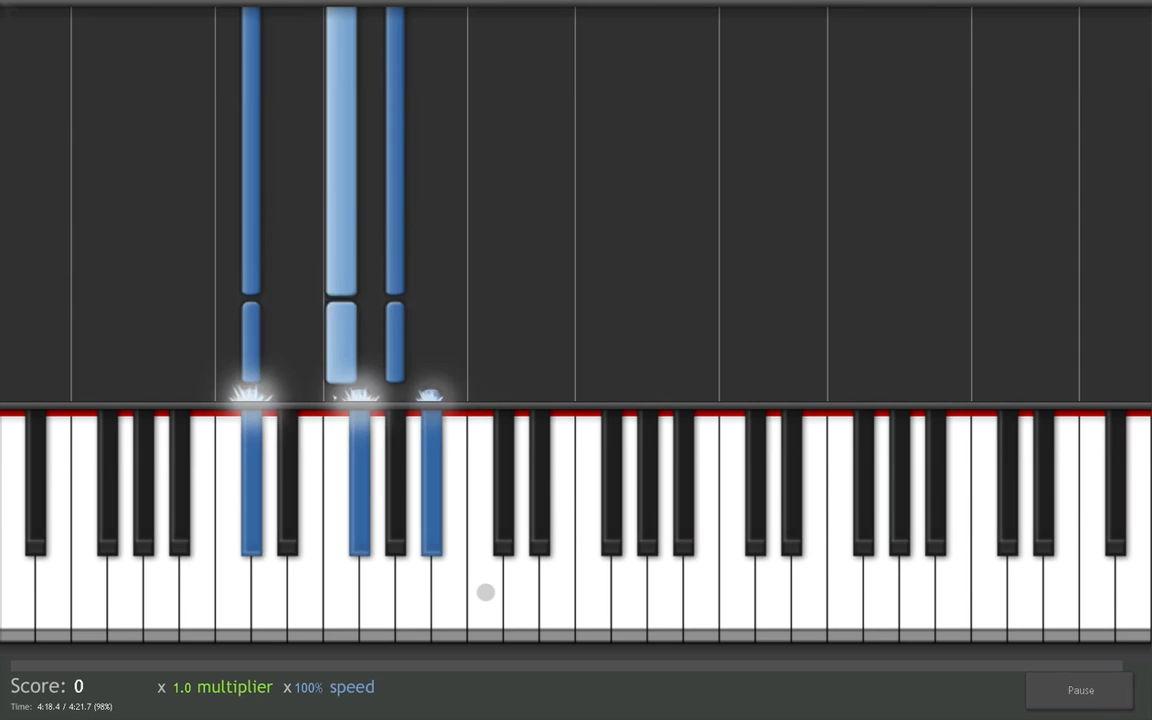 Score: 0 x 1.0 multiplier x 100% speed
Time: 4:18.4 / 4:21.7 (98%)
Pause